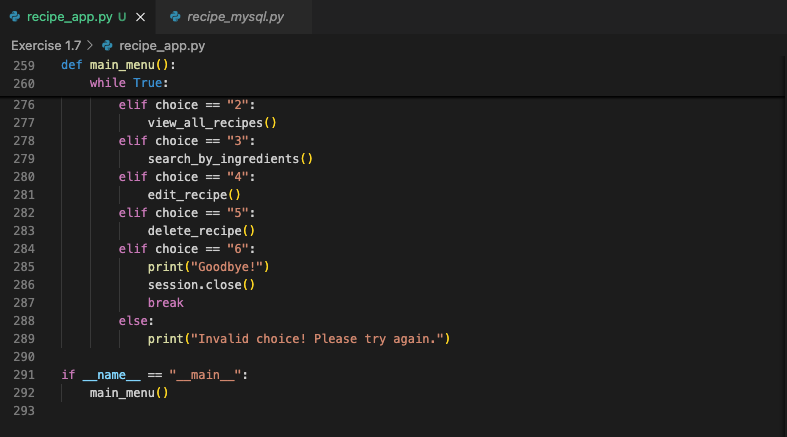 recipe_app.py U × recipe_mysql.py
Exercise 1.7 > recipe_app.py
259 def main_menu():
260     while True:
276         elif choice == "2":
277             view_all_recipes()
278         elif choice == "3":
279             search_by_ingredients()
280         elif choice == "4":
281             edit_recipe()
282         elif choice == "5":
283             delete_recipe()
284         elif choice == "6":
285             print("Goodbye!")
286             session.close()
287             break
288         else:
289             print("Invalid choice! Please try again.")
290
291 if __name__ == "__main__":
292     main_menu()
293